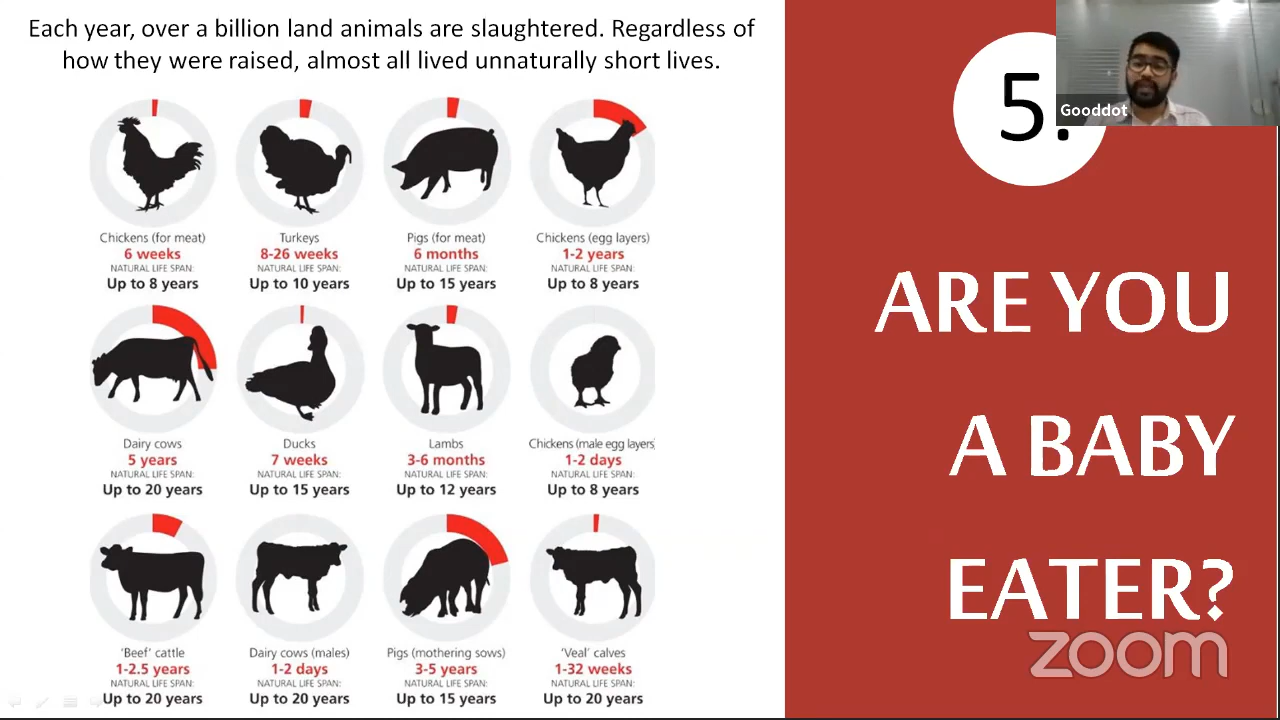 Each year, over a billion land animals are slaughtered. Regardless of
how they were raised, almost all lived unnaturally short lives.
Chickens (for meat)
6 weeks
NATURAL LIFE SPAN:
Up to 8 years
Turkeys
8-26 weeks
NATURAL LIFE SPAN:
Up to 10 years
Pigs (for meat)
6 months
NATURAL LIFE SPAN:
Up to 15 years
Chickens (egg layers)
1-2 years
NATURAL LIFE SPAN:
Up to 8 years
Dairy cows
5 years
NATURAL LIFE SPAN:
Up to 20 years
Ducks
7 weeks
NATURAL LIFE SPAN:
Up to 15 years
Lambs
3-6 months
NATURAL LIFE SPAN:
Up to 12 years
Chickens (male egg layers
1-2 days
NATURAL LIFE SPAN:
Up to 8 years
'Beef' cattle
1-2.5 years
NATURAL LIFE SPAN:
Up to 20 years
Dairy cows (males)
1-2 days
NATURAL LIFE SPAN:
Up to 20 years
Pigs (mothering sows)
3-5 years
NATURAL LIFE SPAN:
Up to 15 years
'Veal' calves
1-32 weeks
NATURAL LIFE SPAN:
Up to 20 years
5.
Gooddot
ARE YOU
A BABY
EATER?
zoom